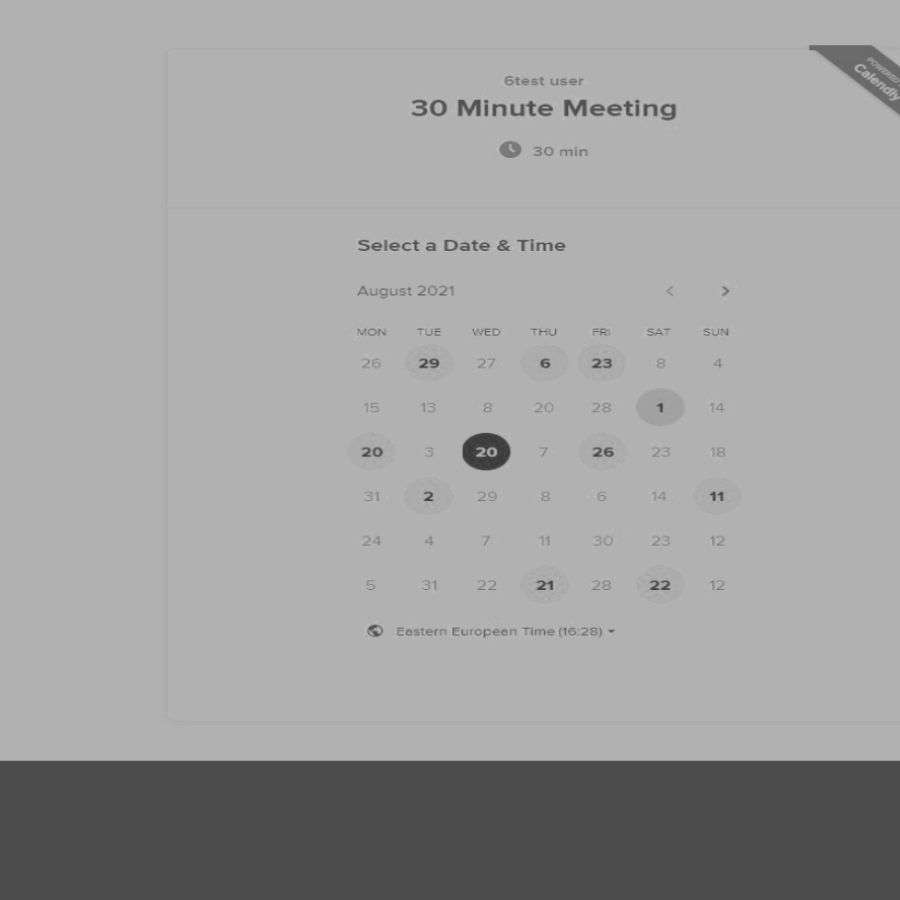 POWERED
Calendly
6test user
30 Minute Meeting
30 min
Select a Date & Time
August 2021
MON TUE WED THU FRI SAT SUN
26 29 27 6 23 8 4
15 13 8 20 28 1 14
20 3 20 7 26 23 18
31 2 29 8 6 14 11
24 4 7 11 30 23 12
5 31 22 21 28 22 12
Eastern European Time (16:28)